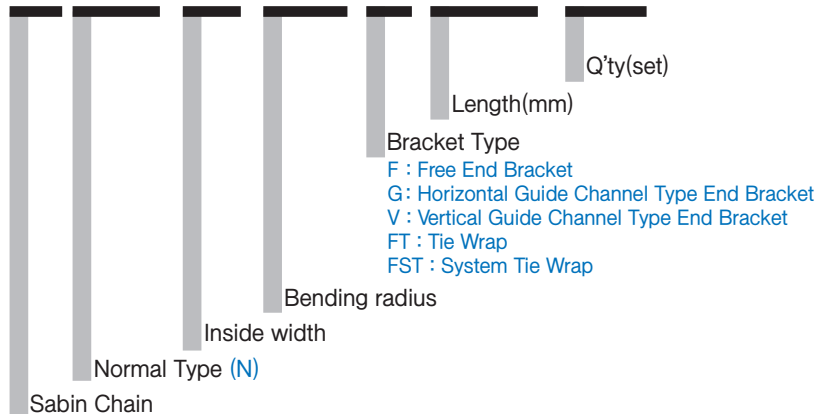 Q’ty(set)
Length(mm)
Bracket Type
F : Free End Bracket
G : Horizontal Guide Channel Type End Bracket
V : Vertical Guide Channel Type End Bracket
FT : Tie Wrap
FST : System Tie Wrap
Bending radius
Inside width
Normal Type (N)
Sabin Chain